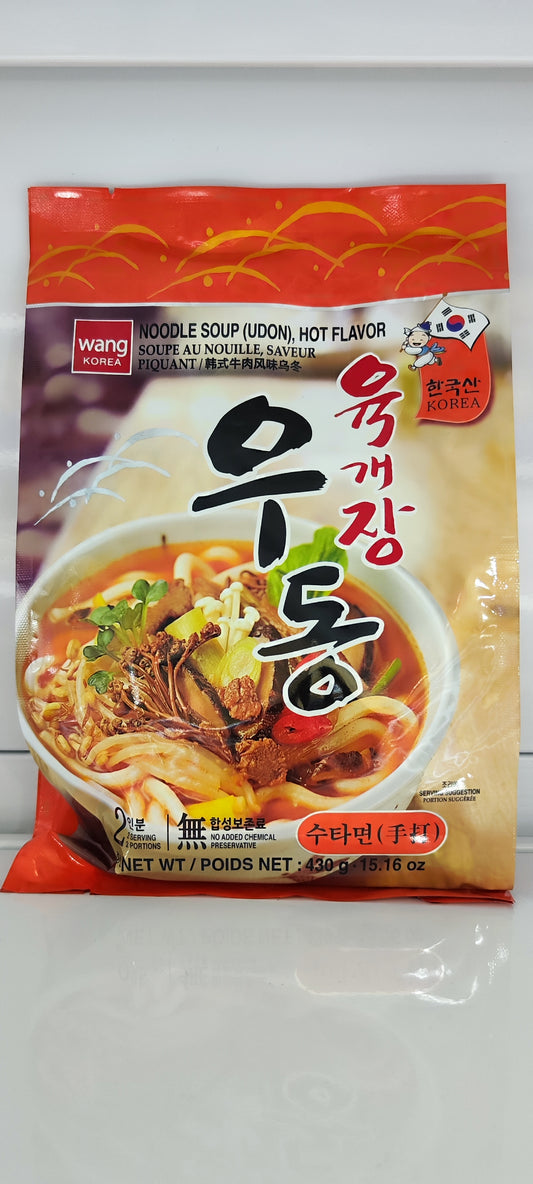 wang
KOREA
NOODLE SOUP (UDON), HOT FLAVOR
SOUPE AU NOUILLE, SAVEUR
PIQUANT / 韩式牛肉风味乌冬
한국산
KOREA
육개장
우동
SERVING SUGGESTION
PORTION SUGGÉRÉE
2인분
SERVING
PORTIONS
無 합성보존료
NO ADDED CHEMICAL
PRESERVATIVE
수타면(手打)
NET WT / POIDS NET : 430 g · 15.16 oz